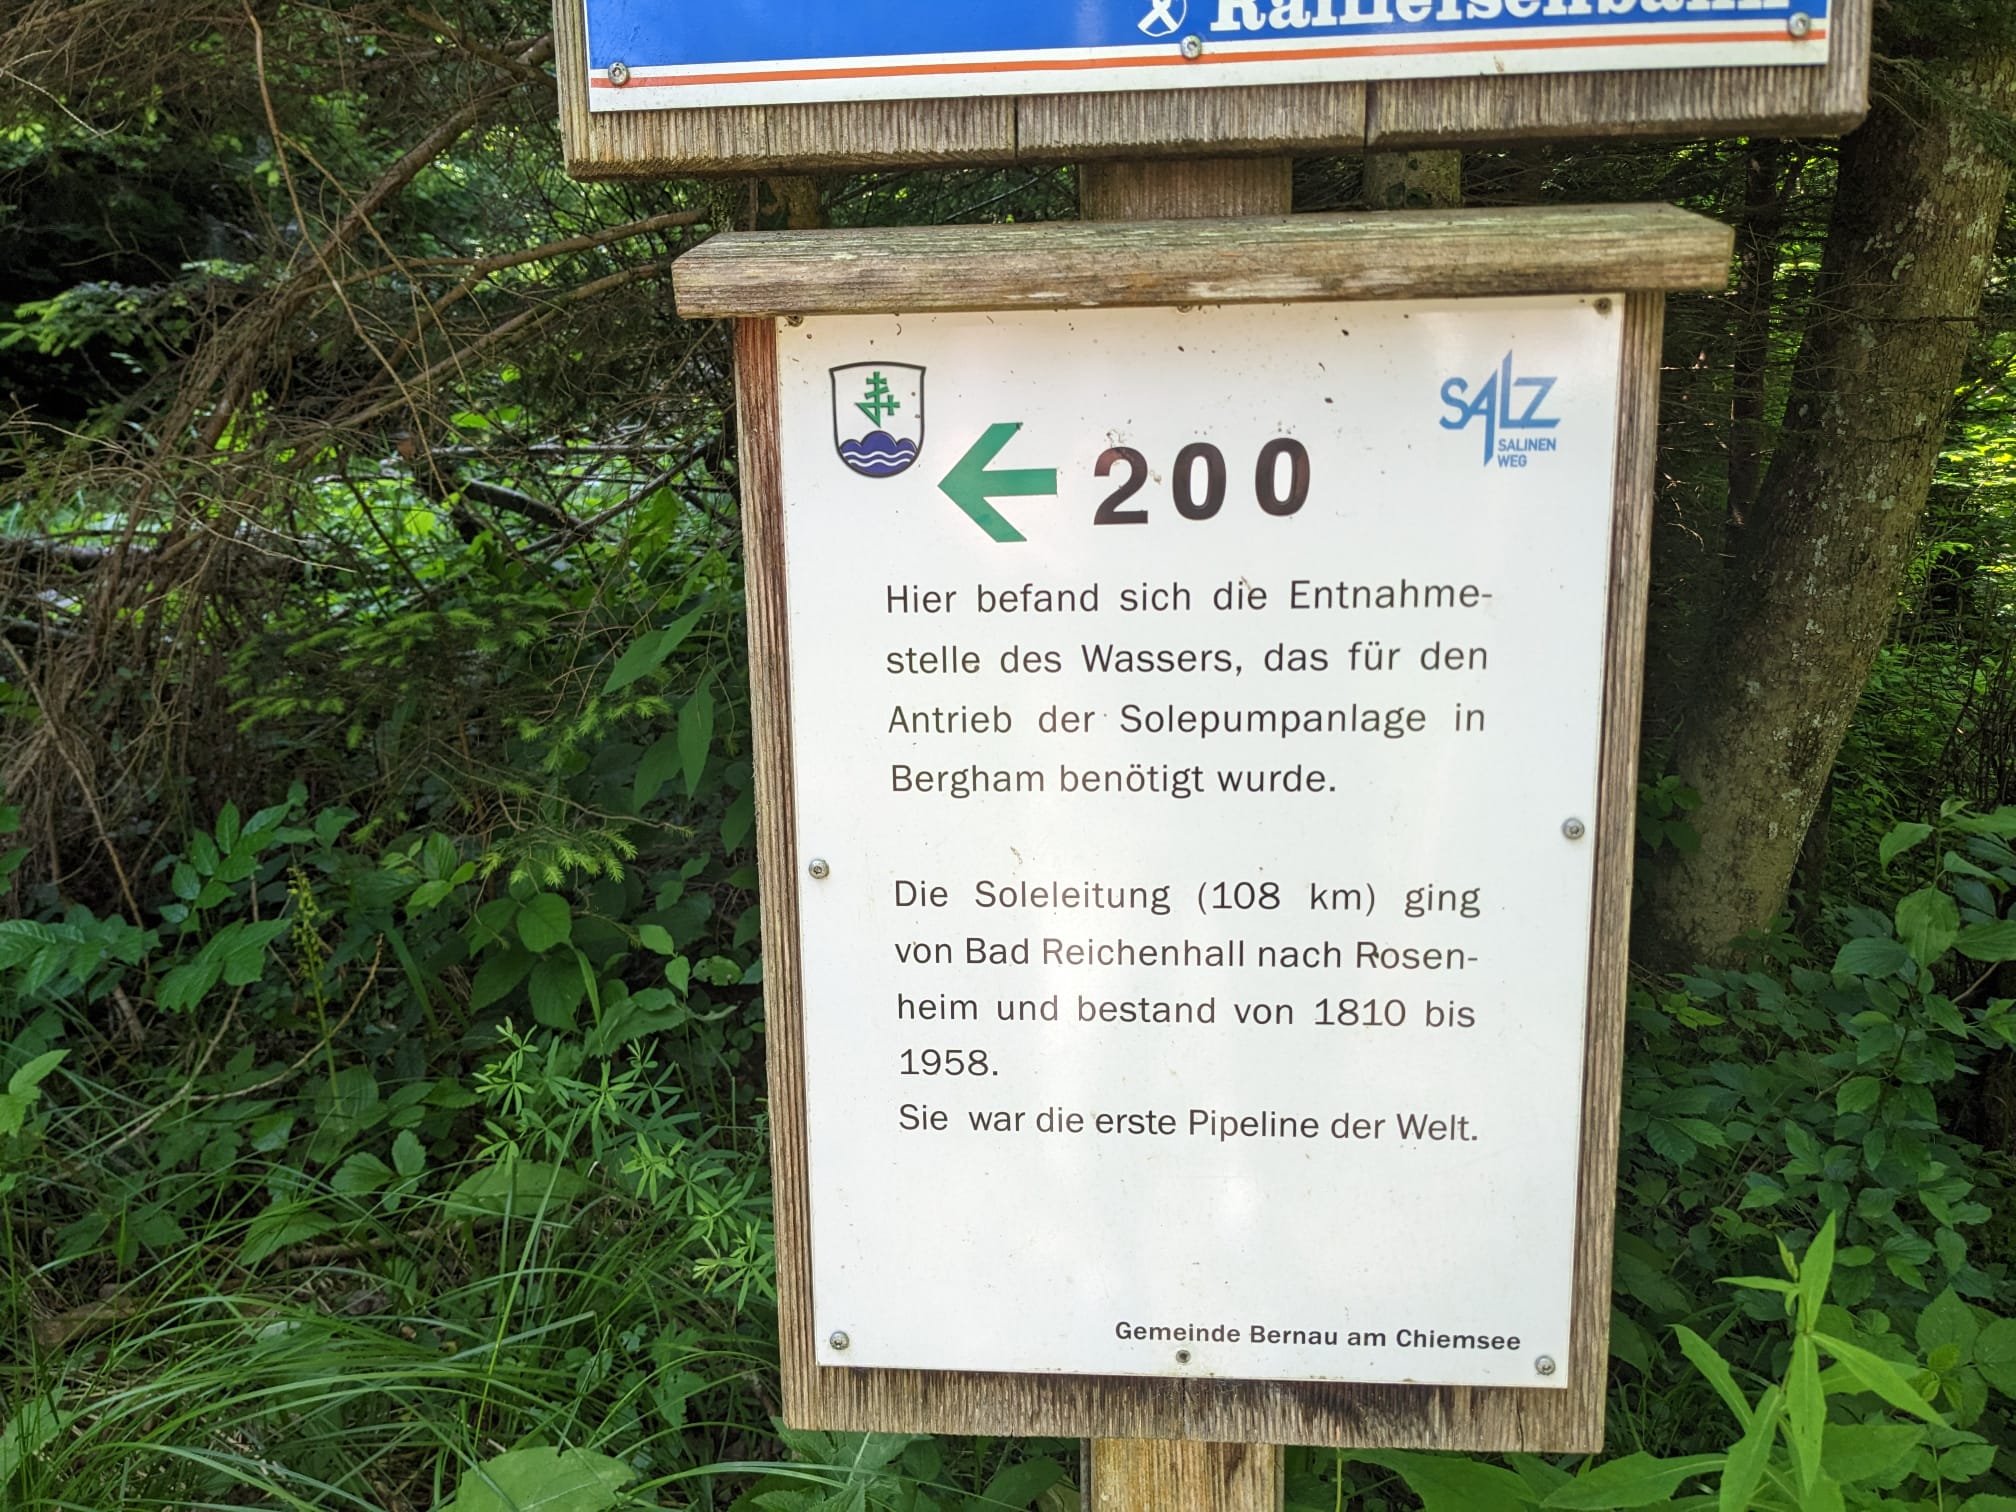 Raiffeisenbank
SALZ
SALINEN
WEG
200
Hier befand sich die Entnahme-
stelle des Wassers, das für den
Antrieb der Solepumpanlage in
Bergham benötigt wurde.
Die Soleleitung (108 km) ging
von Bad Reichenhall nach Rosen-
heim und bestand von 1810 bis
1958.
Sie war die erste Pipeline der Welt.
Gemeinde Bernau am Chiemsee